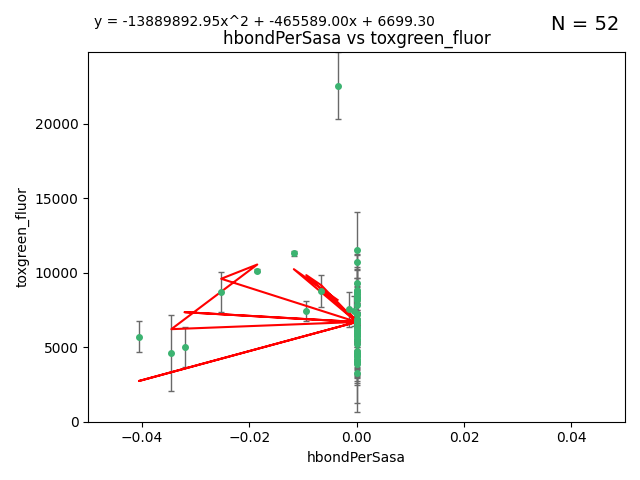 y = -13889892.95x^2 + -465589.00x + 6699.30
N = 52
hbondPerSasa vs toxgreen_fluor
toxgreen_fluor
20000
15000
10000
5000
0
−0.04
−0.02
0.00
0.02
0.04
hbondPerSasa